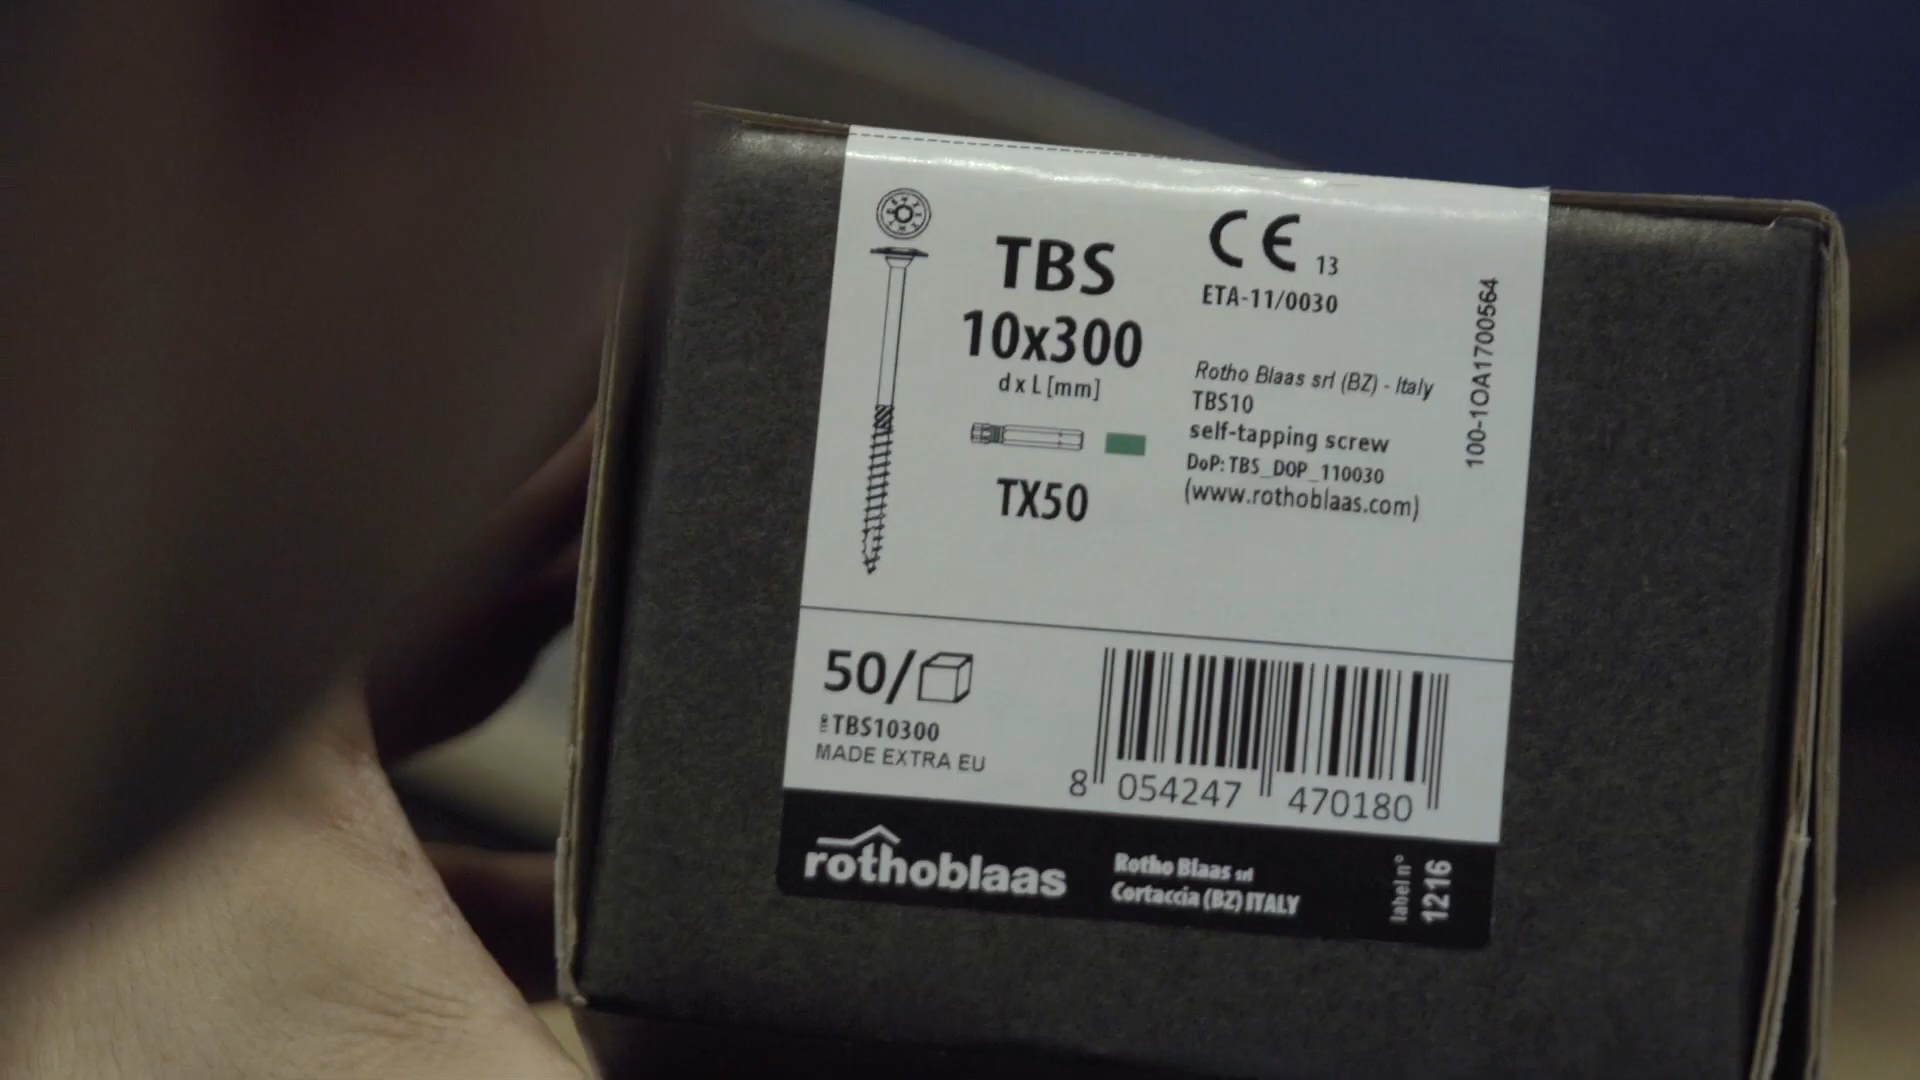 TBS
10x300
d x L [mm]
TX50
CE 13
ETA-11/0030
Rotho Blaas srl (BZ) - Italy
TBS10
self-tapping screw
DoP: TBS_DOP_110030
(www.rothoblaas.com)
100-1OA1700564
50/
TBS10300
MADE EXTRA EU
8 054247 470180
rothoblaas
Rotho Blaas srl
Cortaccia (BZ) ITALY
label n°
1216